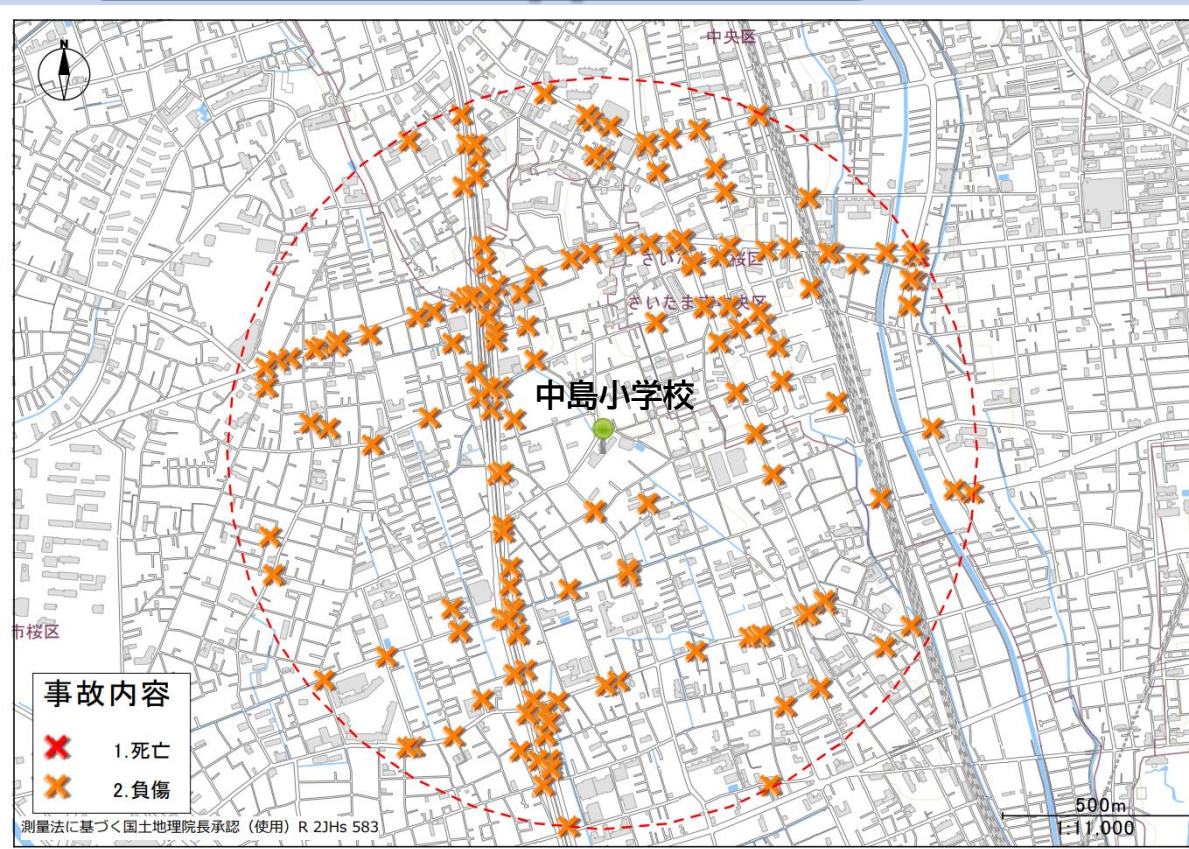 N
中央区
さいたま市桜区
さいたま市中央区
中島小学校
市桜区
事故内容
1.死亡
2.負傷
測量法に基づく国土地理院長承認（使用）R 2JHs 583
500m
1:11,000